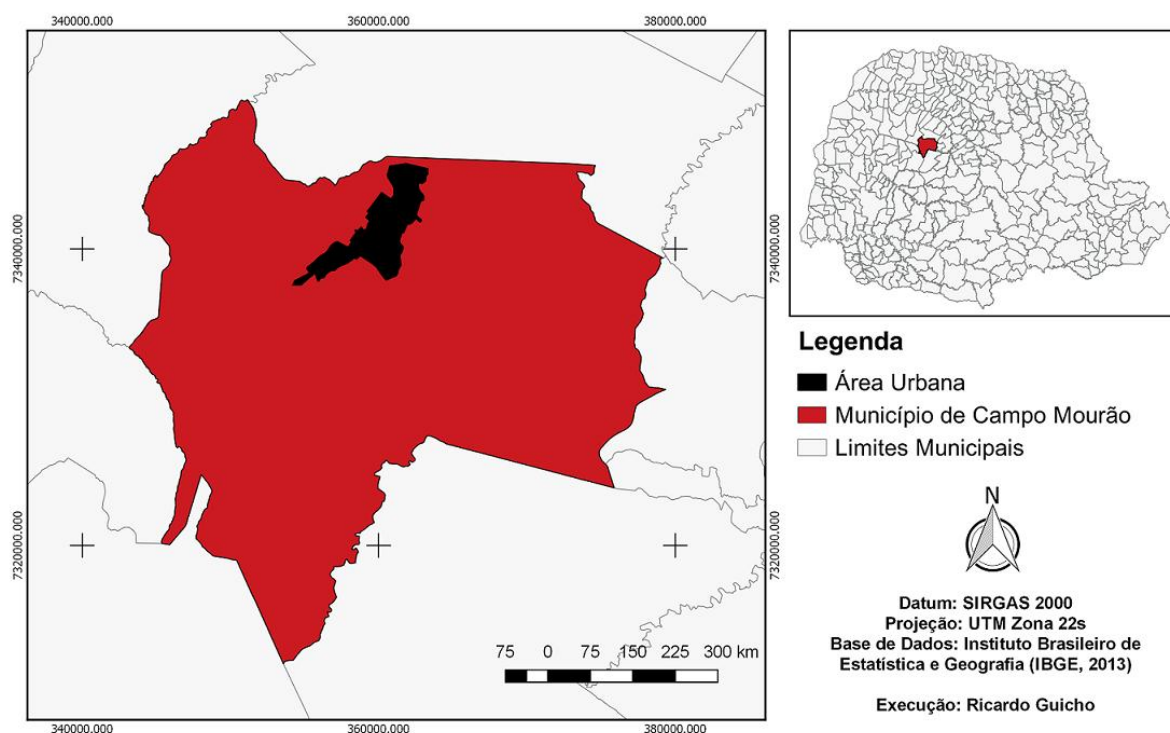 340000.000 360000.000 380000.000
7340000.000 7340000.000
7320000.000 7320000.000
75 0 75 150 225 300 km
340000.000 360000.000 380000.000
Legenda
Área Urbana
Município de Campo Mourão
Limites Municipais
N
Datum: SIRGAS 2000
Projeção: UTM Zona 22s
Base de Dados: Instituto Brasileiro de
Estatística e Geografia (IBGE, 2013)
Execução: Ricardo Guicho